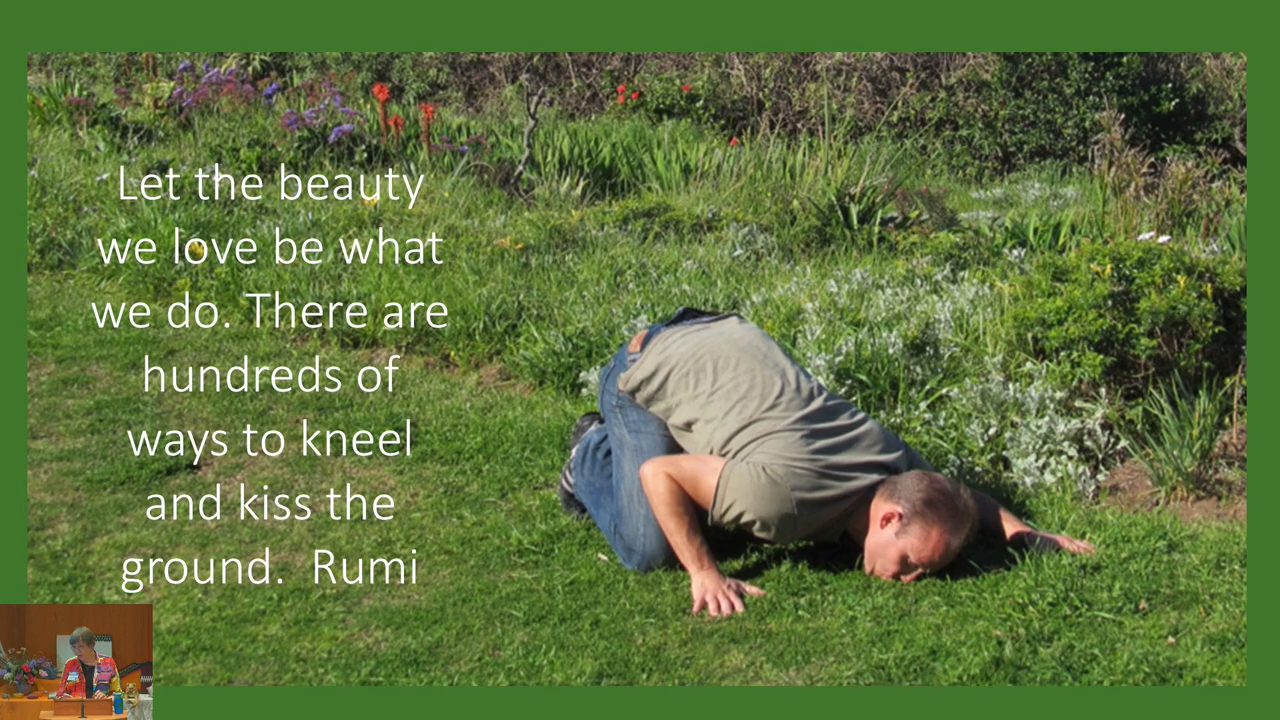 Let the beauty
we love be what
we do. There are
hundreds of
ways to kneel
and kiss the
ground.  Rumi